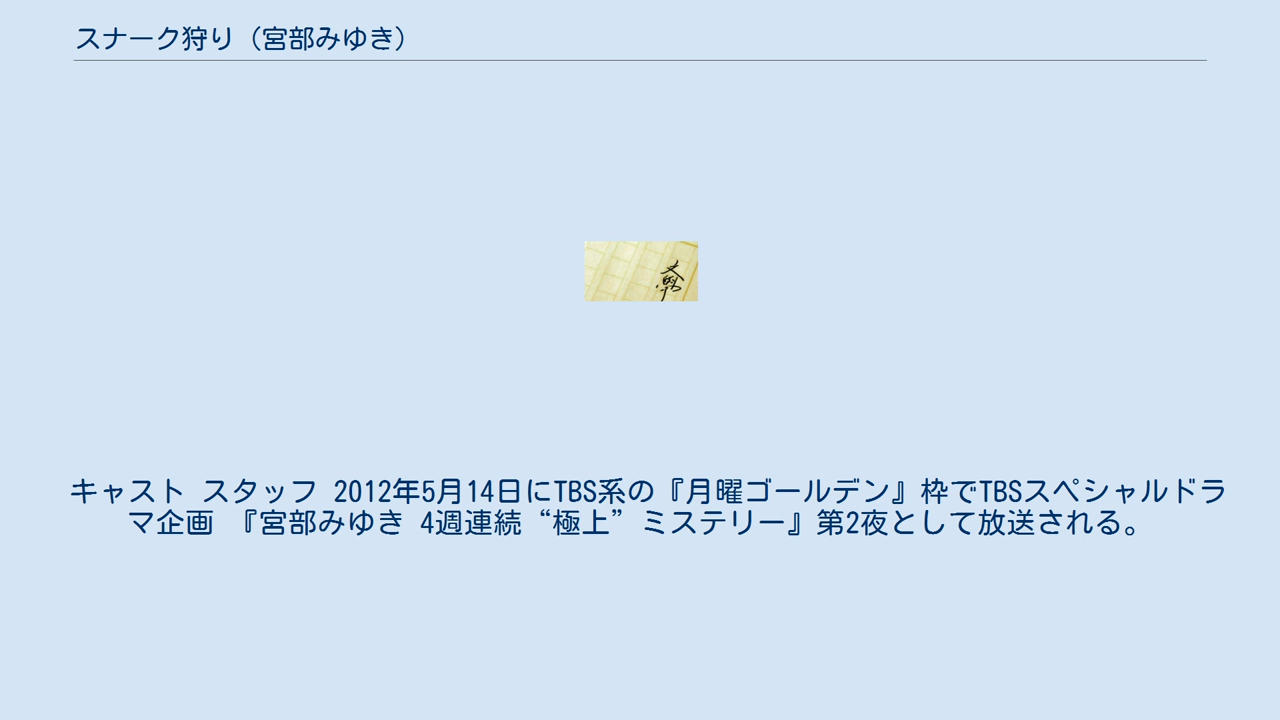 スナーク狩り（宮部みゆき）
キャスト スタッフ 2012年5月14日にTBS系の『月曜ゴールデン』枠でTBSスペシャルドラ
マ企画 『宮部みゆき 4週連続“極上”ミステリー』第2夜として放送される。